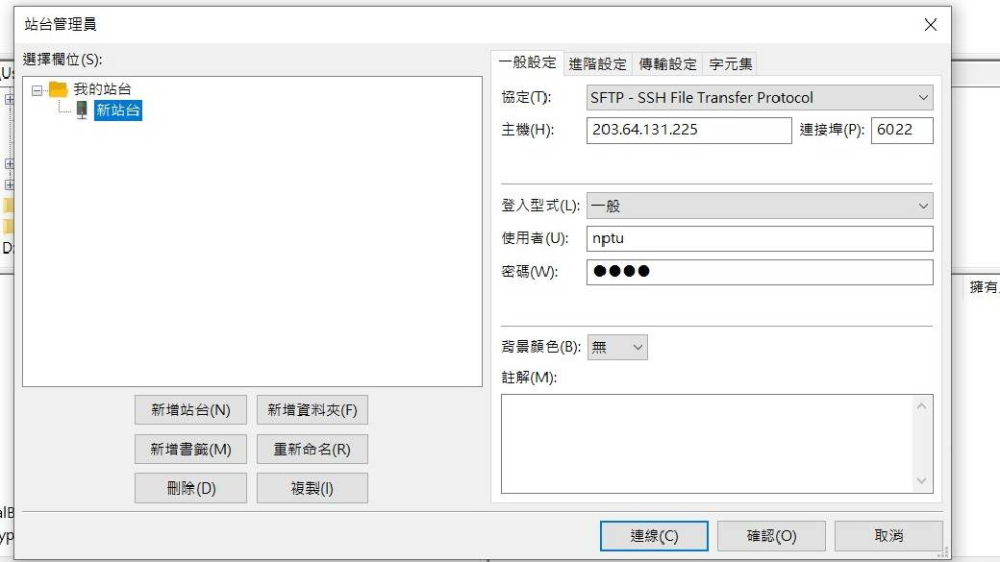 站台管理員
選擇欄位(S):
我的站台
新站台
新增站台(N)
新增資料夾(F)
新增書籤(M)
重新命名(R)
刪除(D)
複製(I)
一般設定 進階設定 傳輸設定 字元集
協定(T): SFTP - SSH File Transfer Protocol
主機(H): 203.64.131.225 連接埠(P): 6022
登入型式(L): 一般
使用者(U): nptu
密碼(W): ●●●●
背景顏色(B): 無
註解(M):
連線(C) 確認(O) 取消
擁有